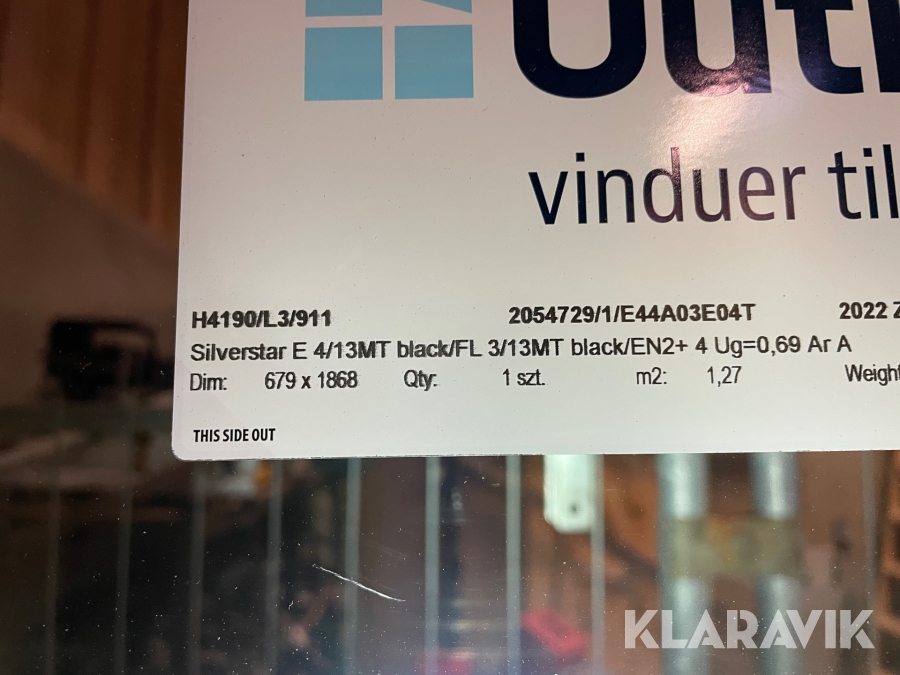 vinduer til
H4190/L3/911 2054729/1/E44A03E04T 2022
Silverstar E 4/13MT black/FL 3/13MT black/EN2+ 4 Ug=0,69 Ar A
Dim: 679 x 1868 Qty: 1 szt. m2: 1,27 Weight
THIS SIDE OUT
KLARAVIK